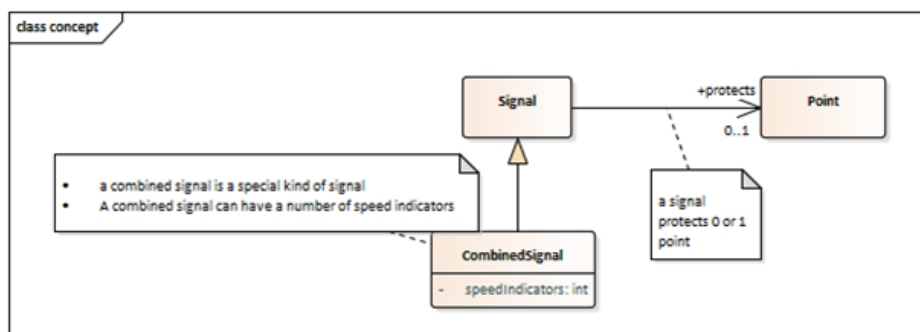 class concept
Signal
+protects
0..1
Point
• a combined signal is a special kind of signal
• A combined signal can have a number of speed indicators
a signal
protects 0 or 1
point
CombinedSignal
- speedIndicators: int